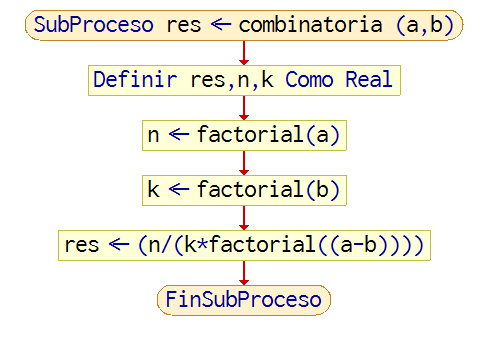 SubProceso res ← combinatoria (a,b)
Definir res,n,k Como Real
n ← factorial(a)
k ← factorial(b)
res ← (n/(k*factorial((a-b))))
FinSubProceso